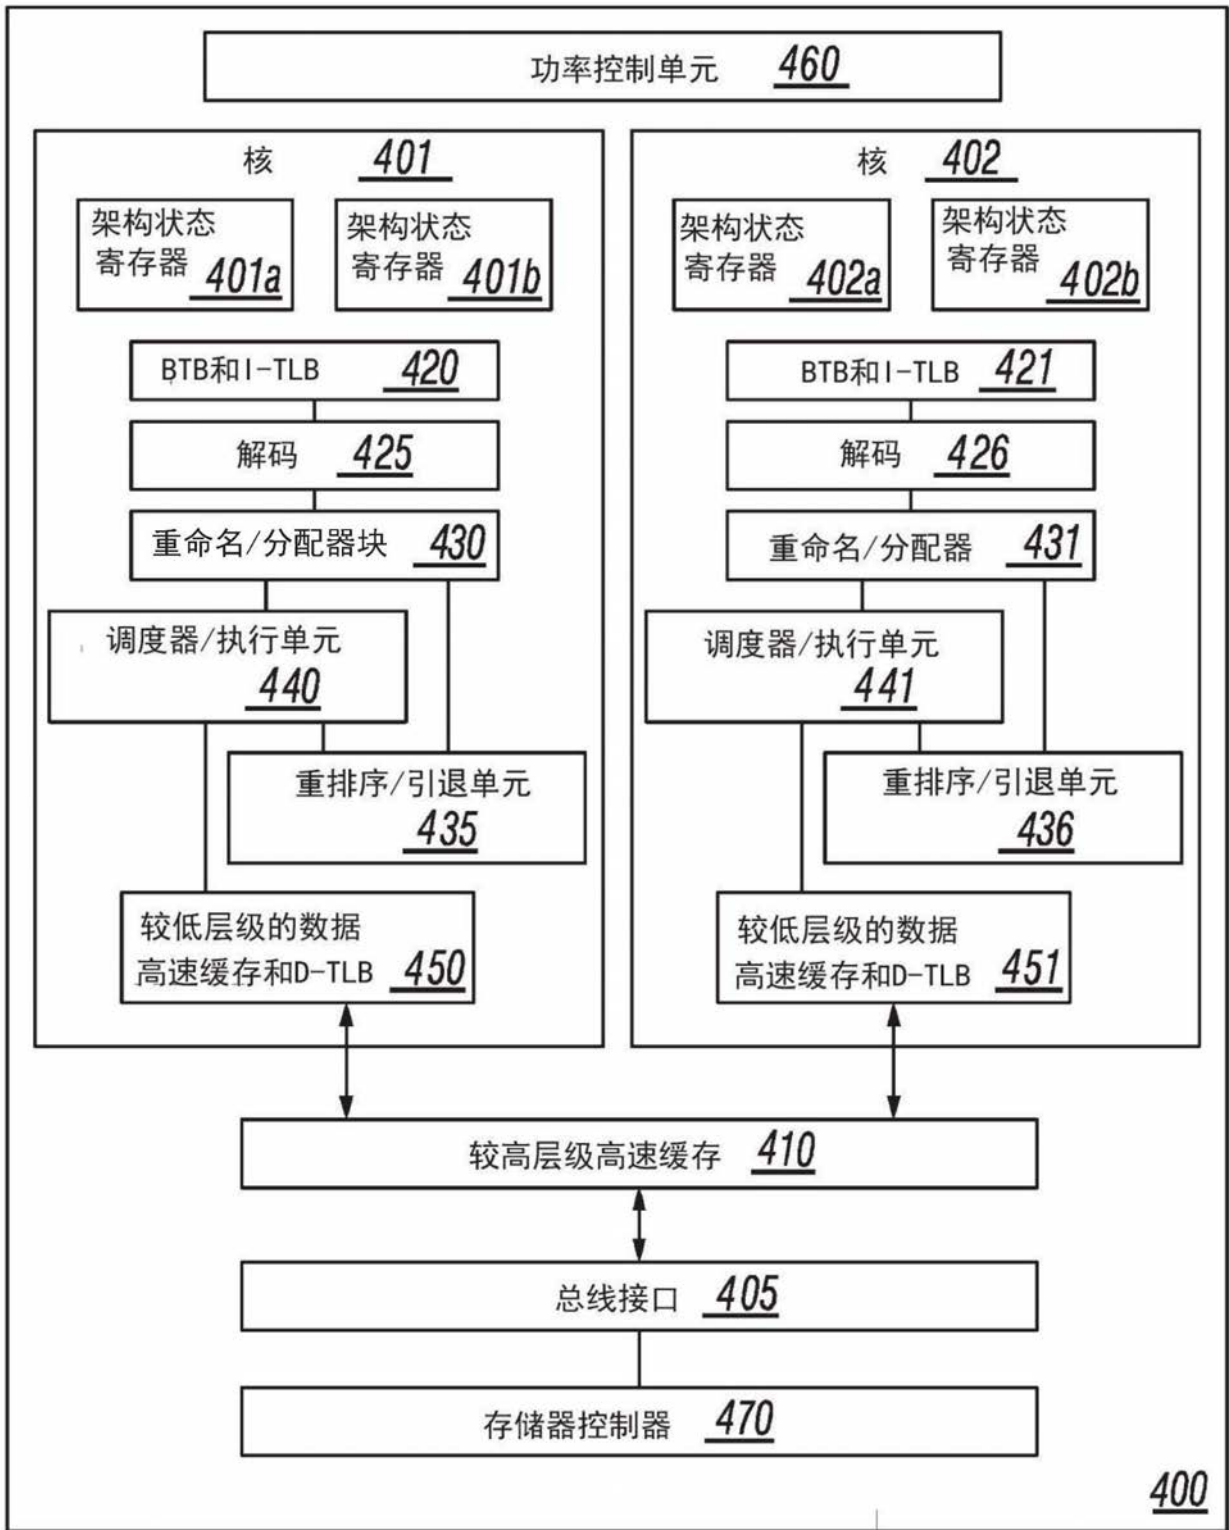 功率控制单元 460
核 401
架构状态
寄存器 401a
架构状态
寄存器 401b
BTB和I-TLB 420
解码 425
重命名/分配器块 430
调度器/执行单元
440
重排序/引退单元
435
较低层级的数据
高速缓存和D-TLB 450
核 402
架构状态
寄存器 402a
架构状态
寄存器 402b
BTB和I-TLB 421
解码 426
重命名/分配器 431
调度器/执行单元
441
重排序/引退单元
436
较低层级的数据
高速缓存和D-TLB 451
较高层级高速缓存 410
总线接口 405
存储器控制器 470
400